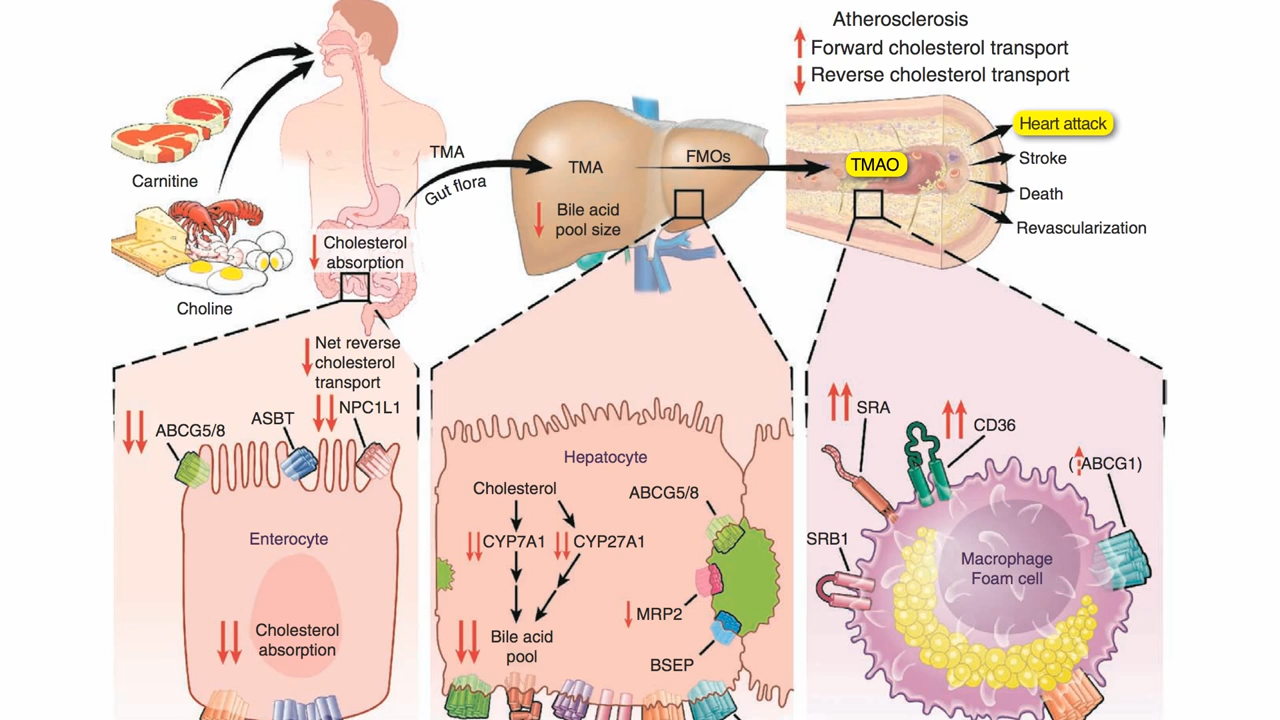 Atherosclerosis
Forward cholesterol transport
Reverse cholesterol transport
Carnitine
Choline
TMA
Gut flora
TMA
FMOs
TMAO
Heart attack
Stroke
Death
Revascularization
Bile acid
pool size
Cholesterol
absorption
Net reverse
cholesterol
transport
ABCG5/8
ASBT
NPC1L1
Enterocyte
Cholesterol
absorption
Hepatocyte
Cholesterol
ABCG5/8
CYP7A1
CYP27A1
MRP2
Bile acid
pool
BSEP
SRA
CD36
(ABCG1)
SRB1
Macrophage
Foam cell